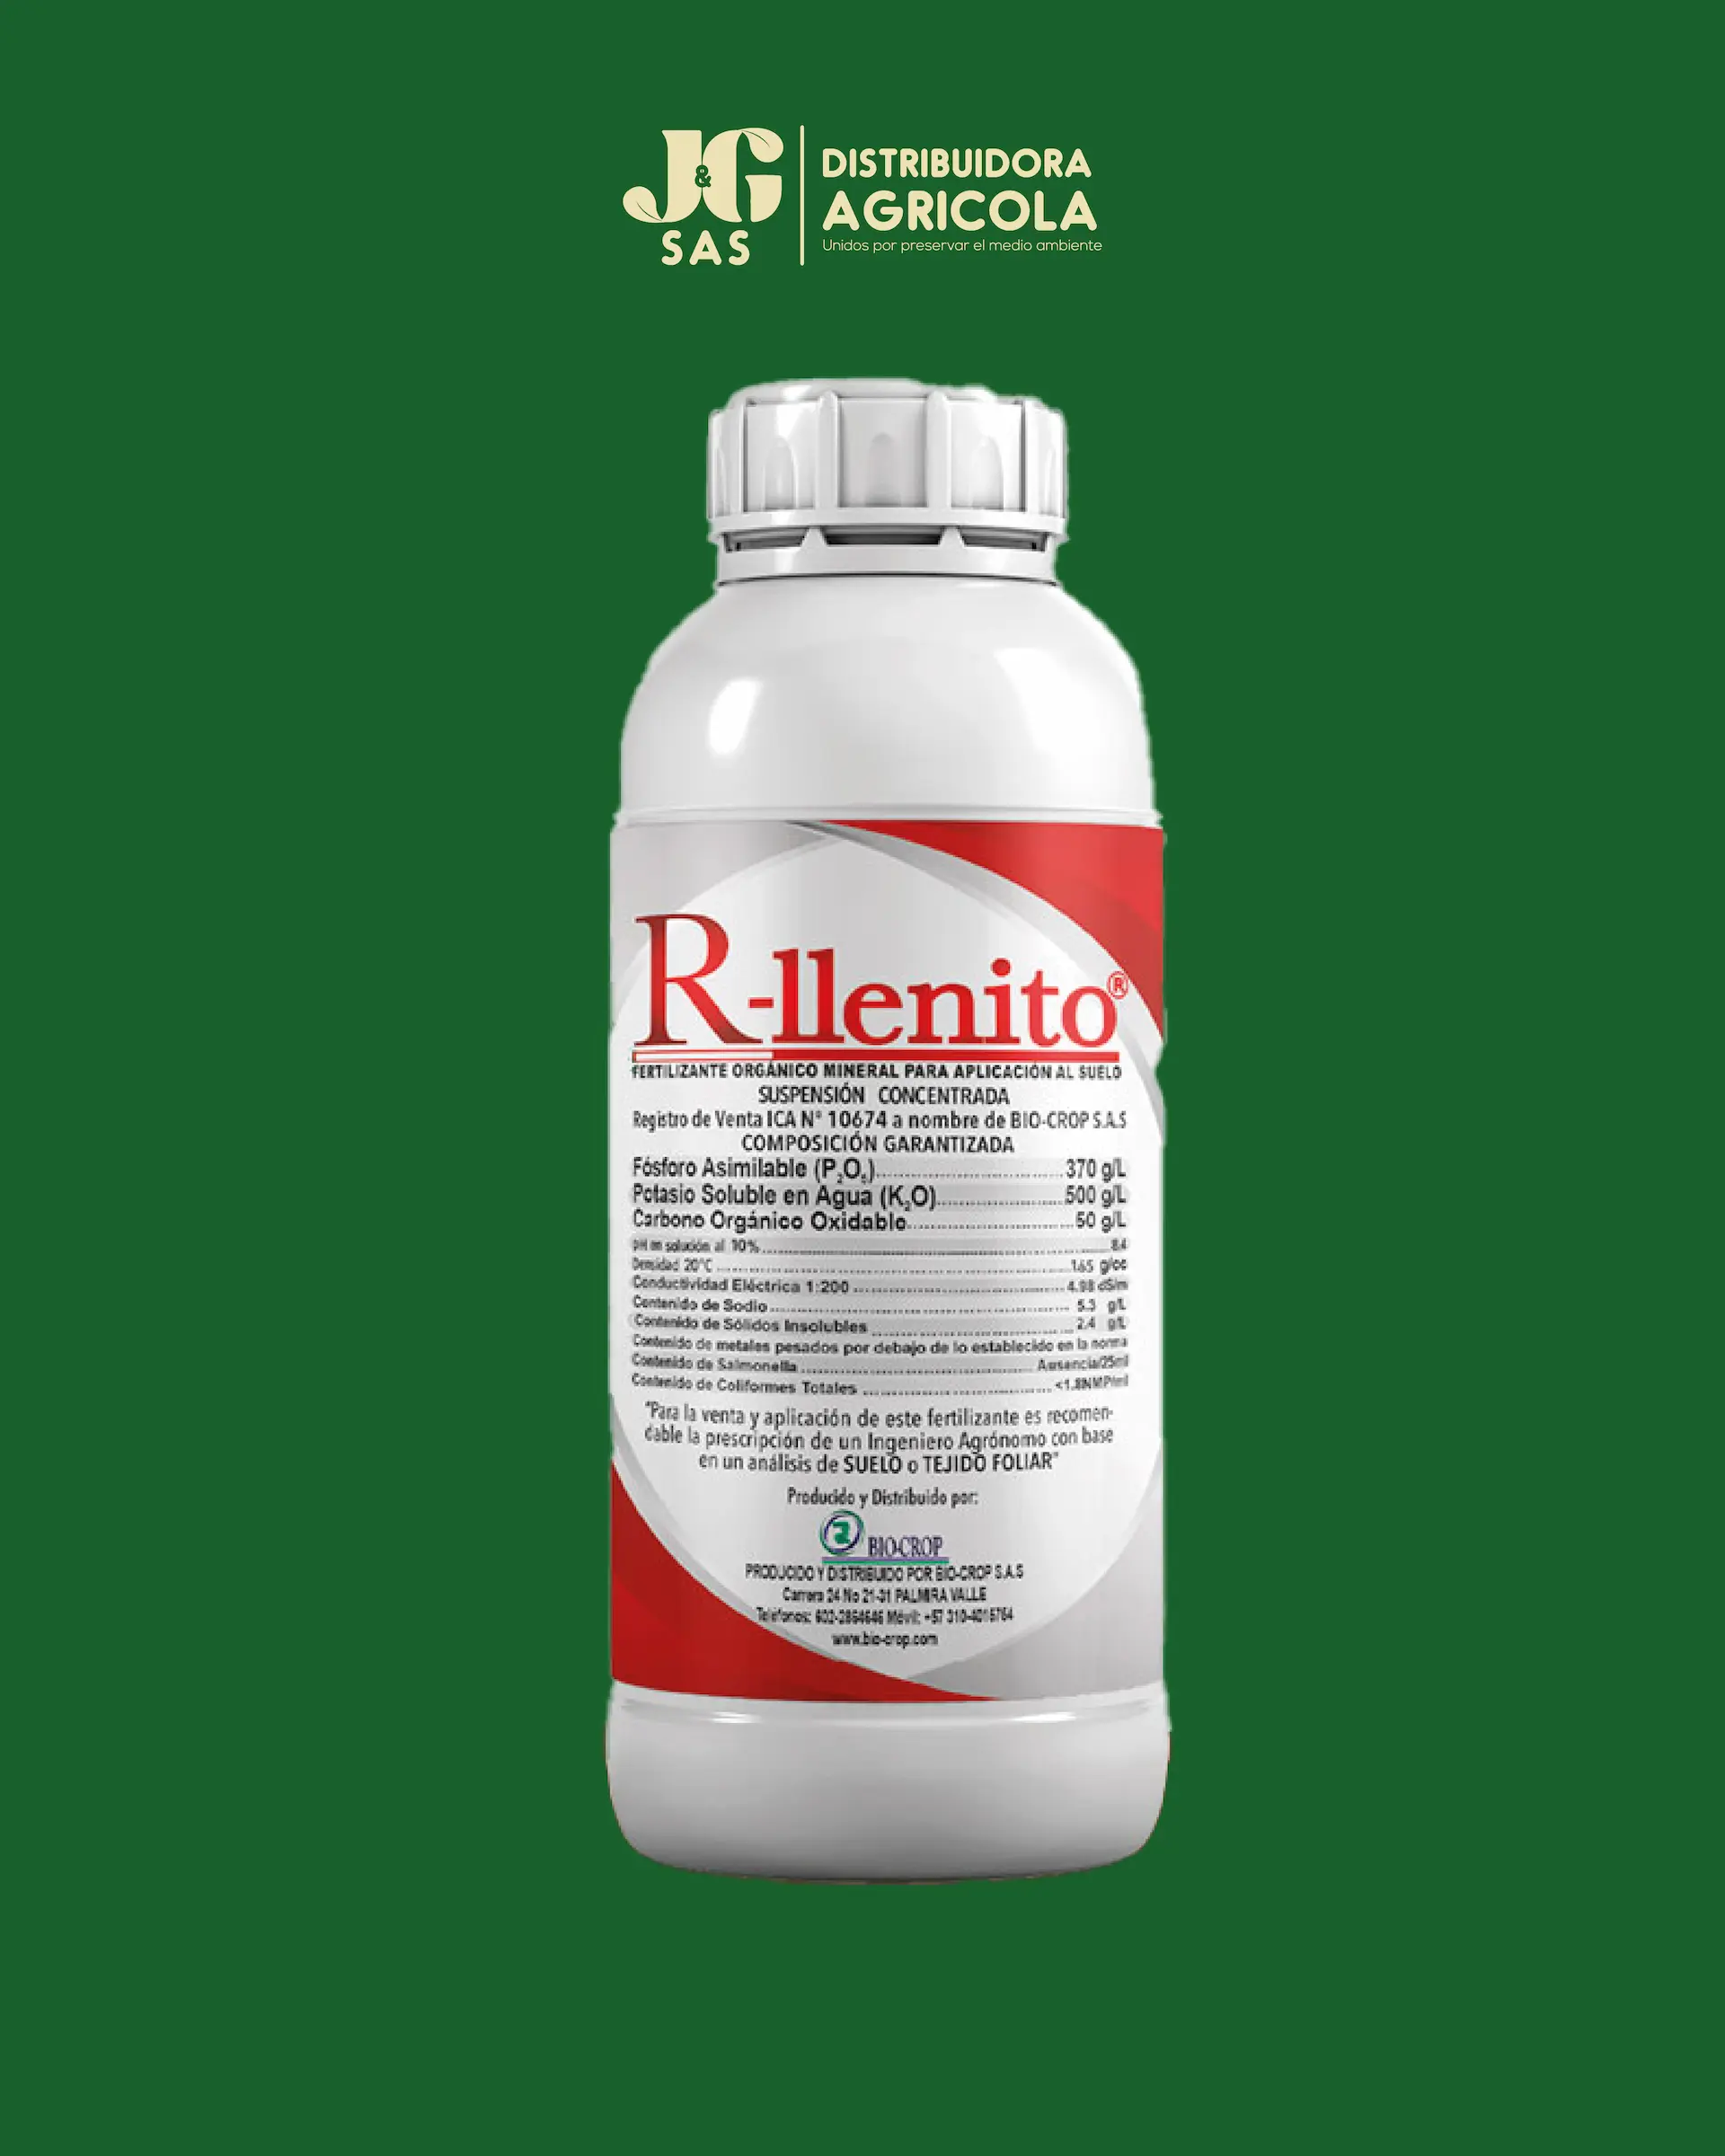 J&G
SAS
DISTRIBUIDORA
AGRICOLA
Unidos por preservar el medio ambiente
R-llenito®
FERTILIZANTE ORGÁNICO MINERAL PARA APLICACIÓN AL SUELO
SUSPENSIÓN CONCENTRADA
Registro de Venta ICA N° 10674 a nombre de BIO-CROP S.A.S
COMPOSICIÓN GARANTIZADA
Fósforo Asimilable (P₂O₅)..........370 g/L
Potasio Soluble en Agua (K₂O)..........500 g/L
Carbono Orgánico Oxidable..........50 g/L
pH en solución al 10%..........8.4
Densidad 20°C..........1.65 g/cc
Conductividad Eléctrica 1:200..........4.98 dS/m
Contenido de Sodio..........5.3 g/L
Contenido de Sólidos Insolubles..........2.4 g/L
Contenido de metales pesados por debajo de lo establecido en la norma
Contenido de Salmonella..........Ausencia/25ml
Contenido de Coliformes Totales..........<1.8NMP/ml
"Para la venta y aplicación de este fertilizante es recomen-
dable la prescripción de un Ingeniero Agrónomo con base
en un análisis de SUELO o TEJIDO FOLIAR"
Producido y Distribuido por:
BIO-CROP
PRODUCIDO Y DISTRIBUIDO POR BIO-CROP S.A.S
Carrera 24 No 21-31 PALMIRA VALLE
Teléfonos: 602-2864646 Móvil: +57 310-4015764
www.bio-crop.com